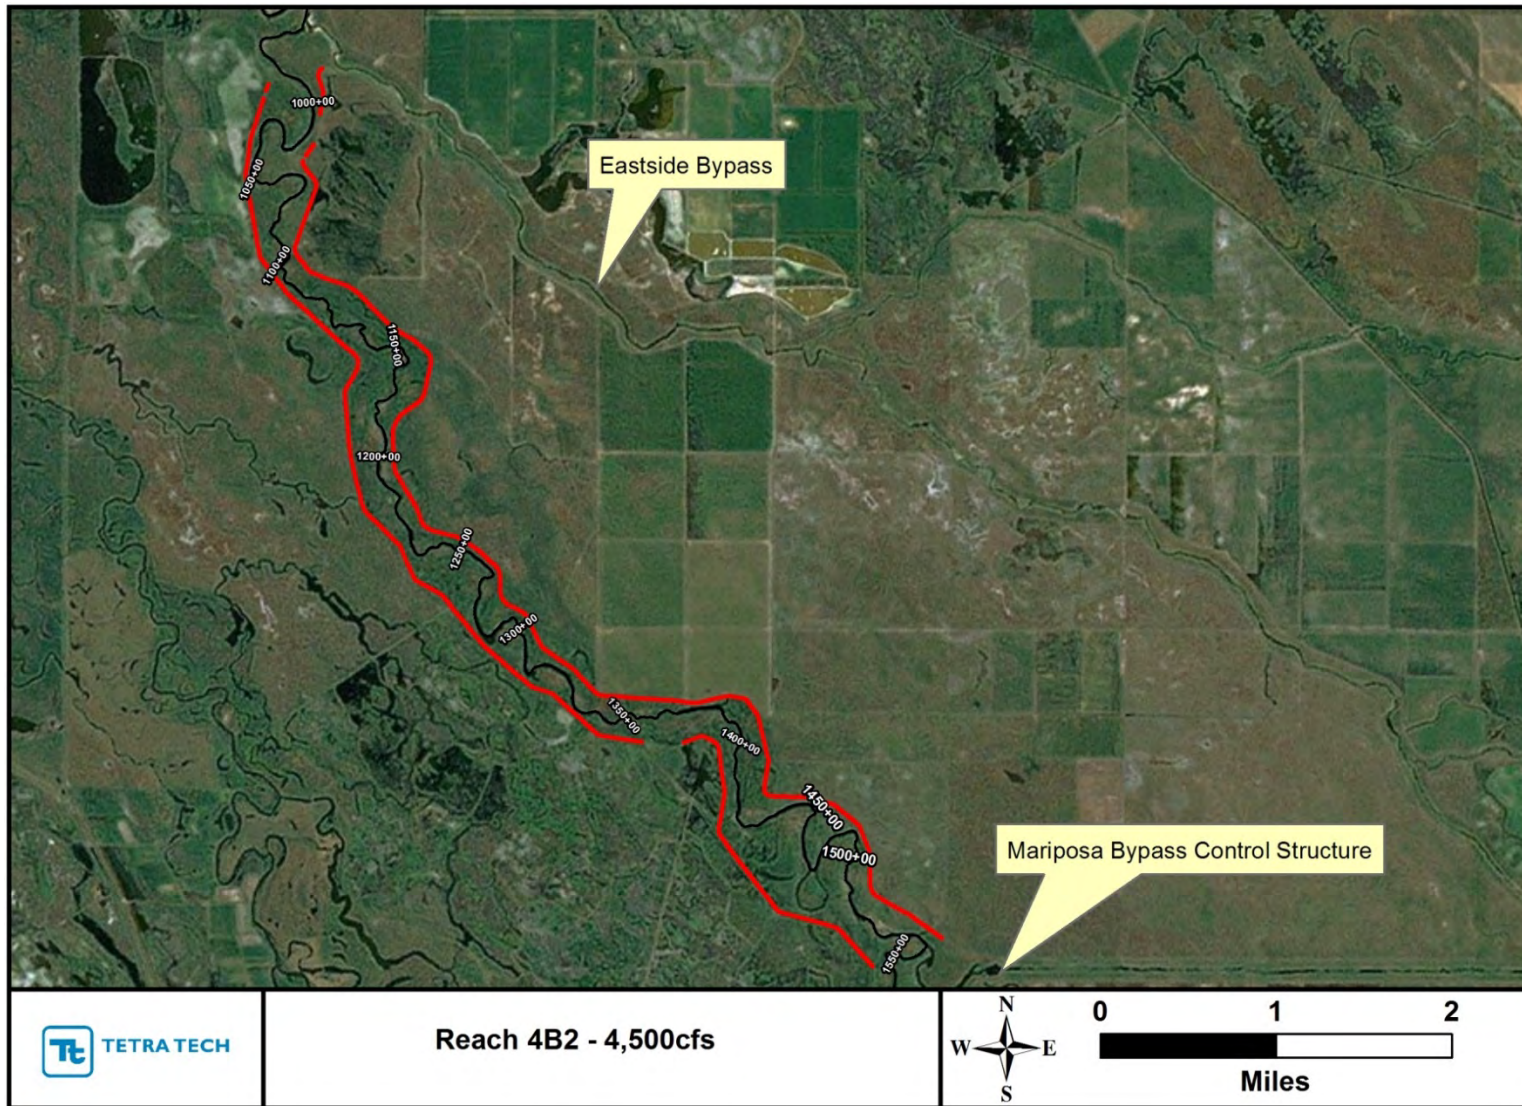 1000+00
Eastside Bypass
1050+00
1100+00
1150+00
1200+00
1250+00
1300+00
1350+00
1400+00
1450+00
1500+00
Mariposa Bypass Control Structure
1550+00
Tt TETRA TECH
Reach 4B2 - 4,500cfs
N
W E
S
0 1 2
Miles